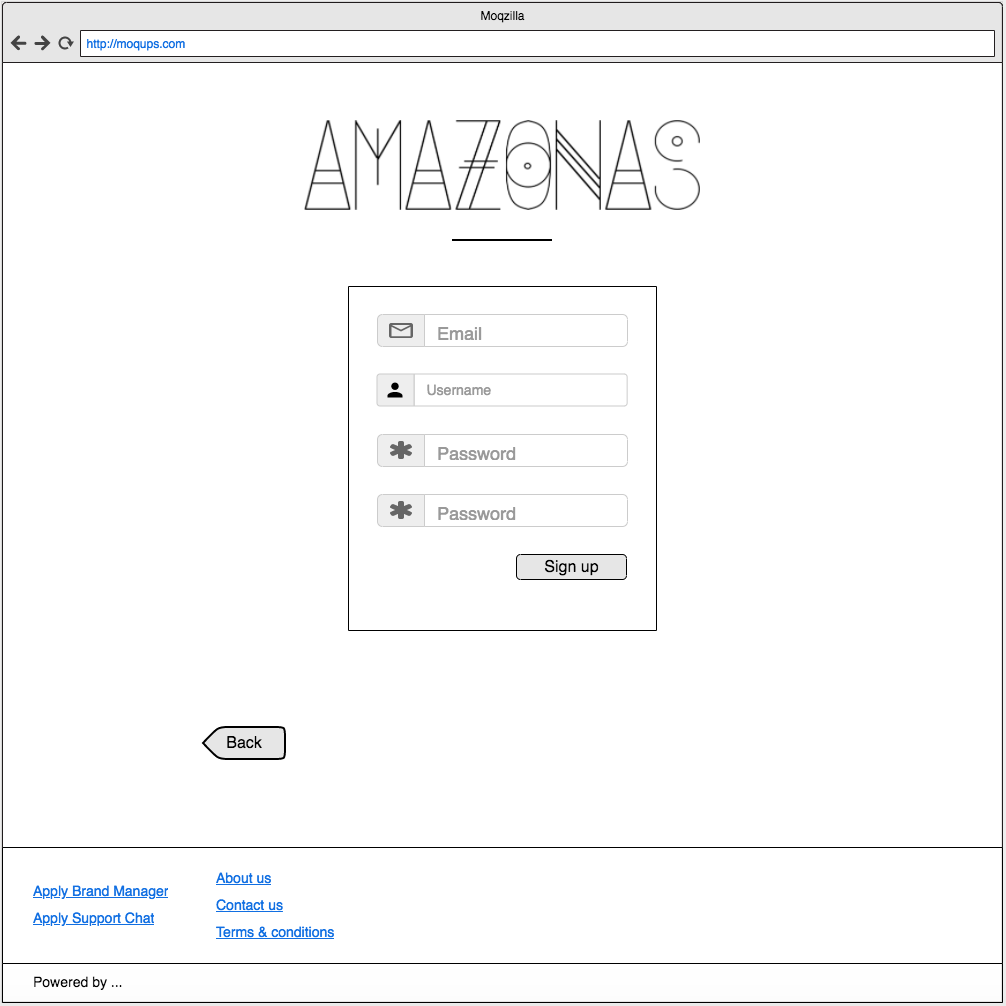 Moqzilla
http://moqups.com
AMAZONAS
Email
Username
Password
Password
Sign up
Back
Apply Brand Manager
Apply Support Chat
About us
Contact us
Terms & conditions
Powered by ...